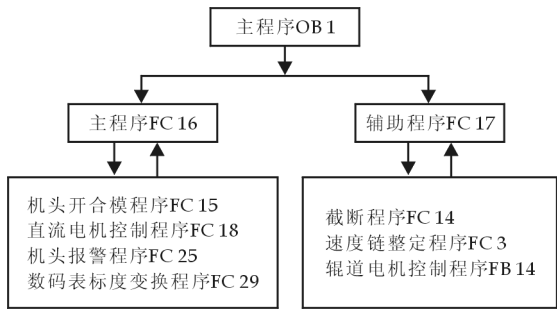 主程序OB 1
主程序FC 16
辅助程序FC 17
机头开合模程序FC 15
直流电机控制程序FC 18
机头报警程序FC 25
数码表标度变换程序FC 29
截断程序FC 14
速度链整定程序FC 3
辊道电机控制程序FB 14